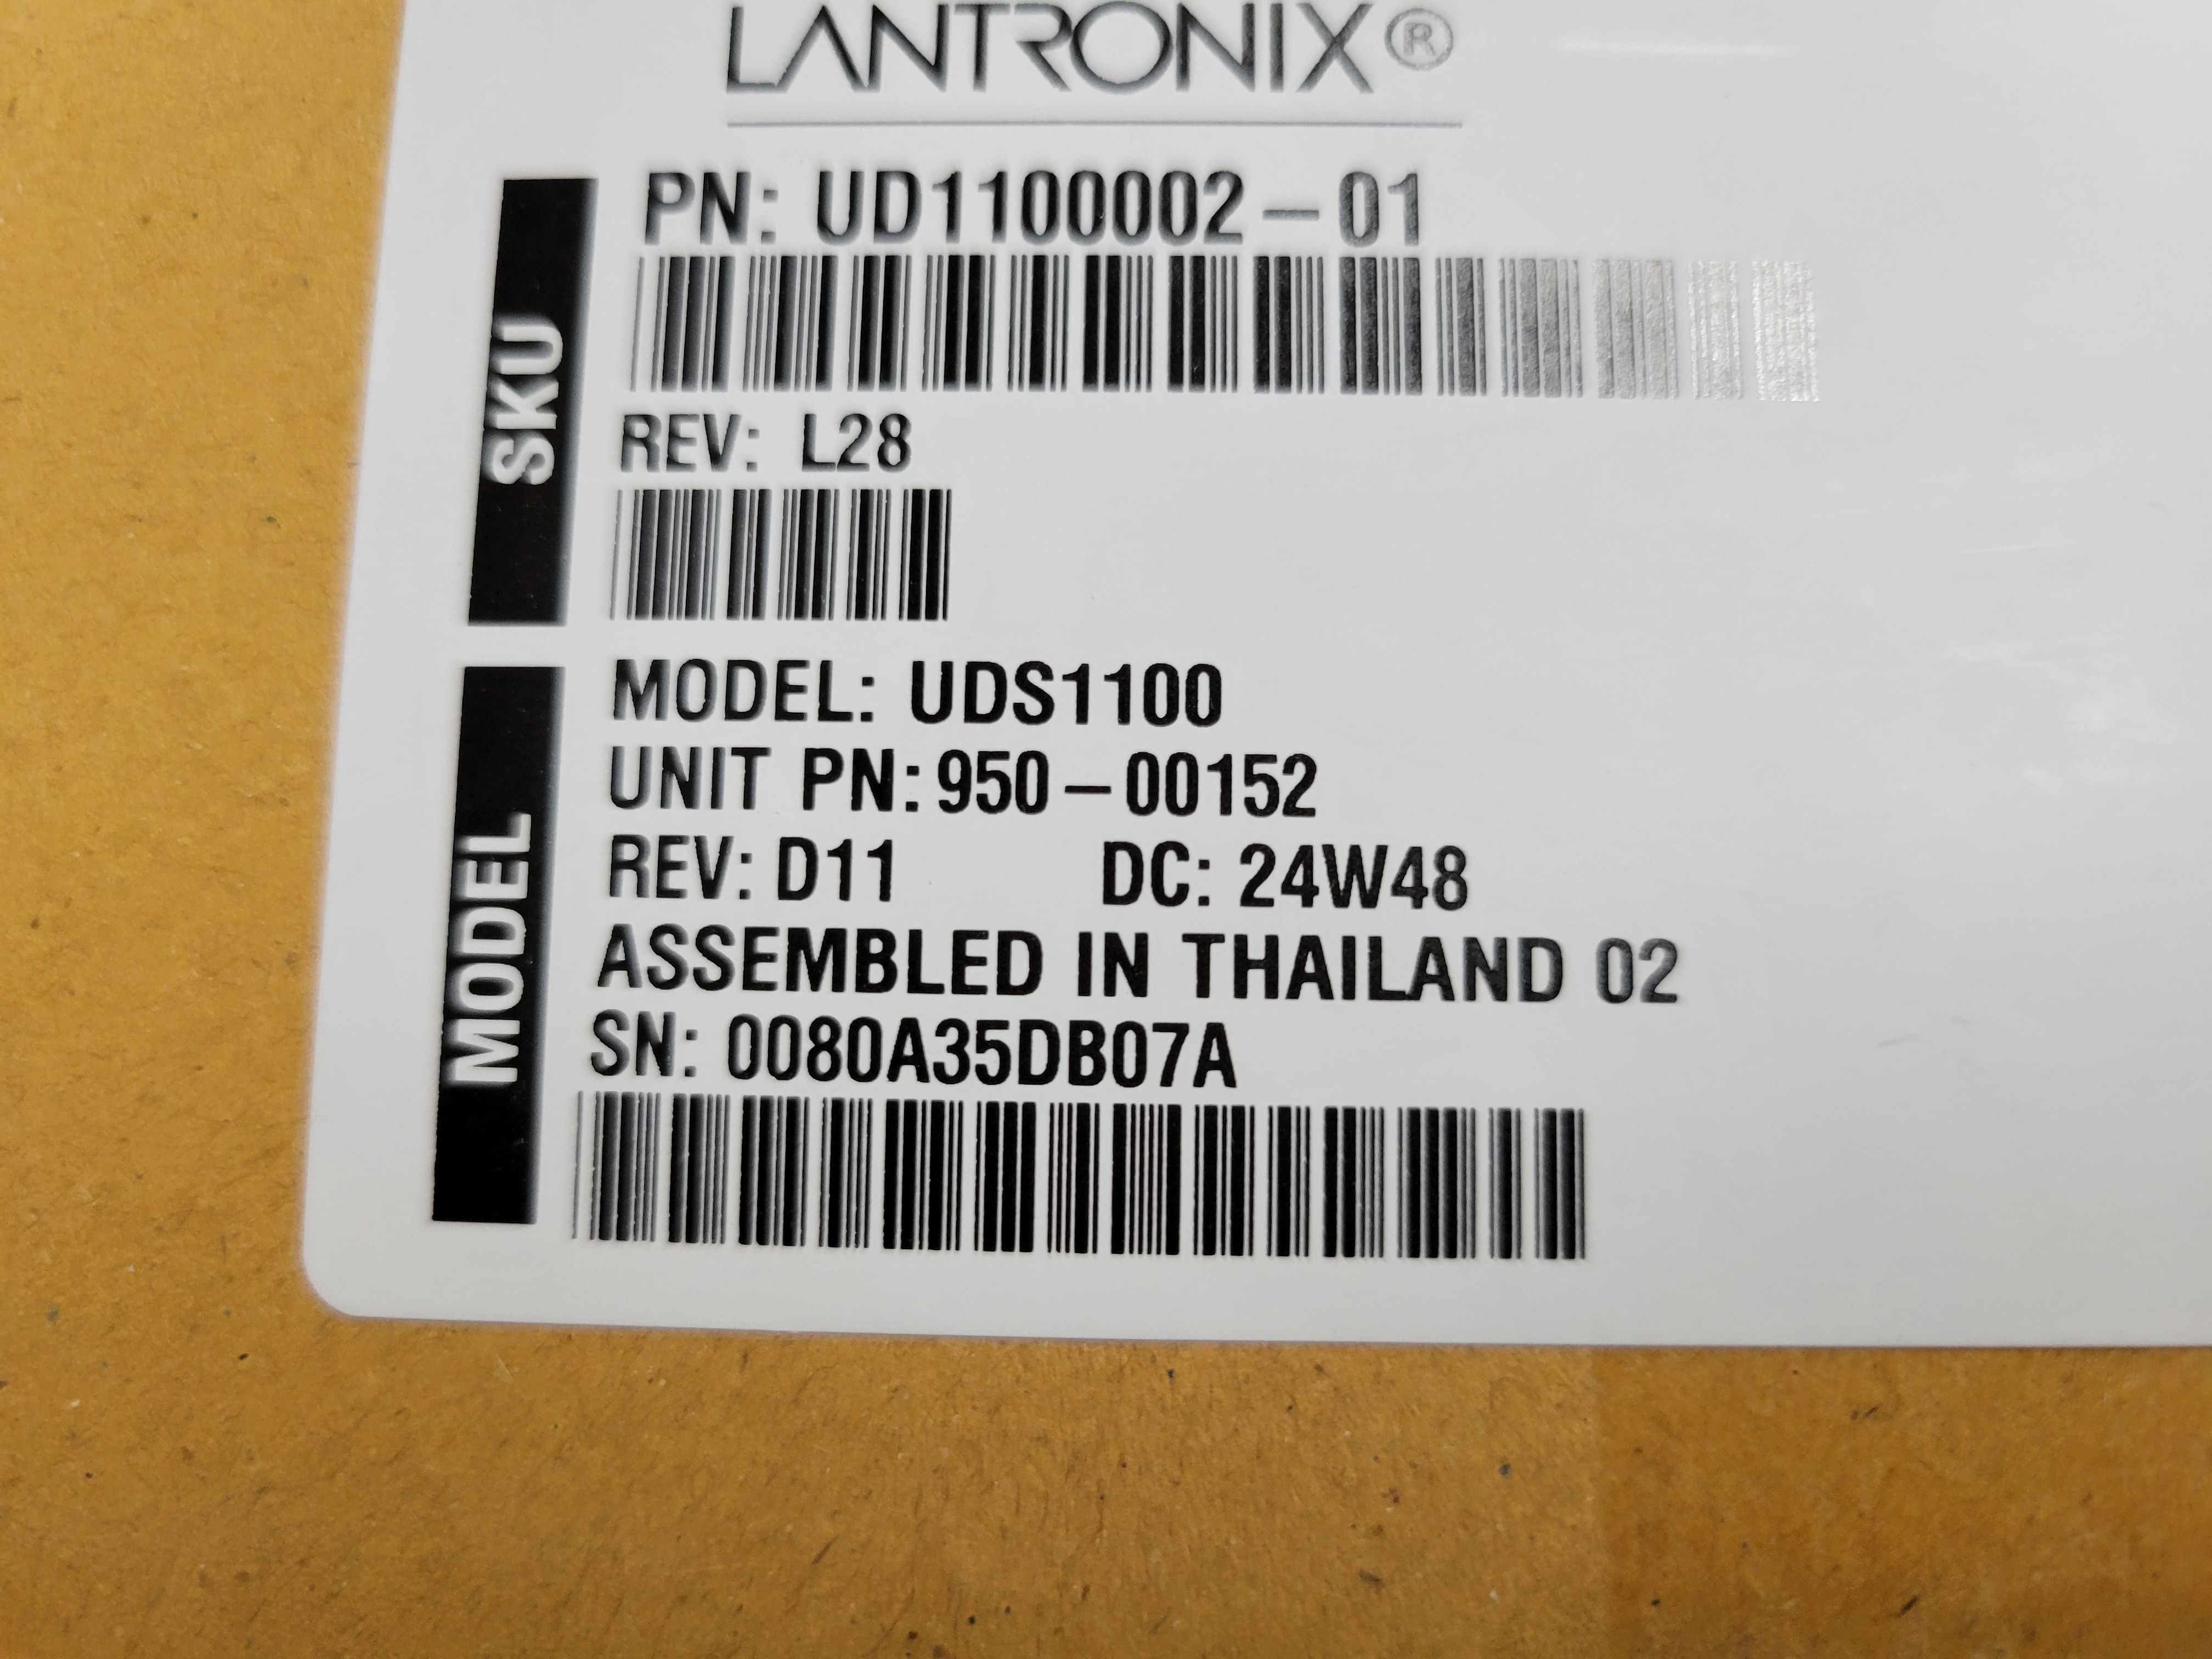 LANTRONIX®
SKU
PN: UD1100002-01
REV: L28
MODEL
MODEL: UDS1100
UNIT PN: 950-00152
REV: D11 DC: 24W48
ASSEMBLED IN THAILAND 02
SN: 0080A35DB07A